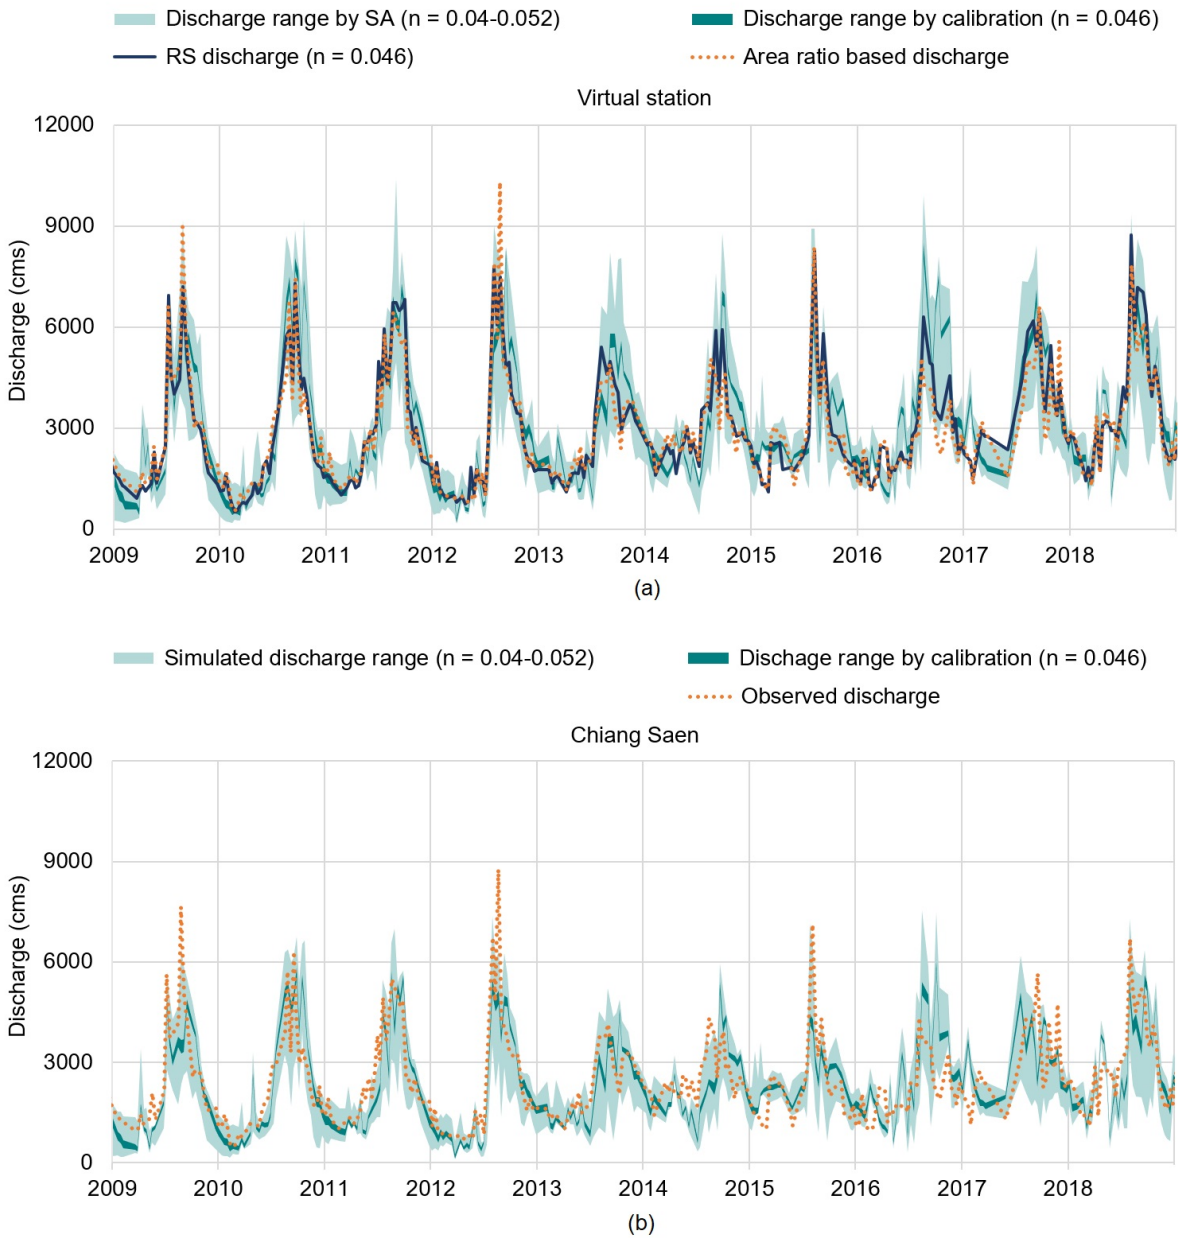 Discharge range by SA (n = 0.04-0.052)
Discharge range by calibration (n = 0.046)
RS discharge (n = 0.046)
Area ratio based discharge
Virtual station
Discharge (cms)
12000
9000
6000
3000
0
2009 2010 2011 2012 2013 2014 2015 2016 2017 2018
(a)
Simulated discharge range (n = 0.04-0.052)
Dischage range by calibration (n = 0.046)
Observed discharge
Chiang Saen
Discharge (cms)
12000
9000
6000
3000
0
2009 2010 2011 2012 2013 2014 2015 2016 2017 2018
(b)